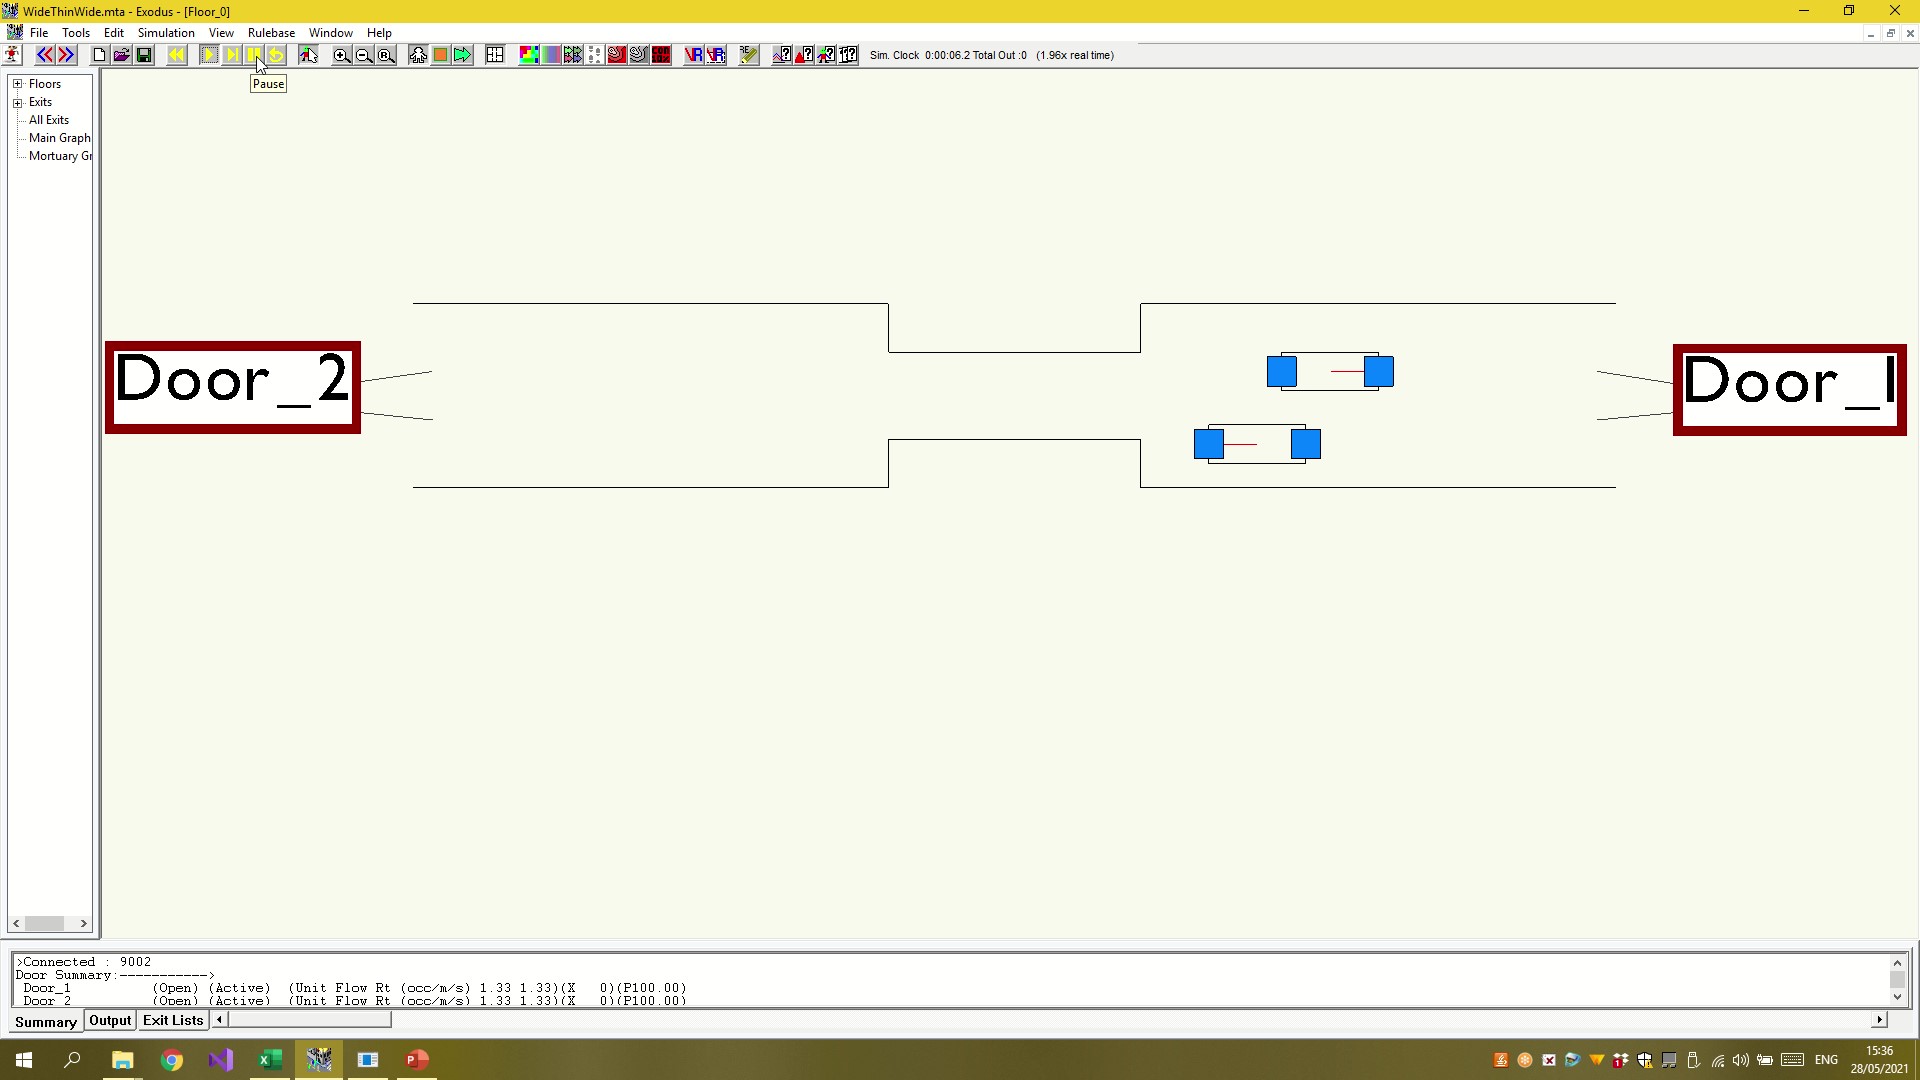 WideThinWide.mta - Exodus - [Floor_0]
File Tools Edit Simulation View Rulebase Window Help
Sim. Clock 0:00:06.2 Total Out :0 (1.96x real time)
Pause
Floors
Exits
All Exits
Main Graph
Mortuary Gr
Door_2
Door_1
>Connected : 9002
Door Summary:----------->
Door_1 (Open) (Active) (Unit Flow Rt (occ/m/s) 1.33 1.33)(X 0)(P100.00)
Door_2 (Open) (Active) (Unit Flow Rt (occ/m/s) 1.33 1.33)(X 0)(P100.00)
Summary Output Exit Lists
ENG
15:36
28/05/2021